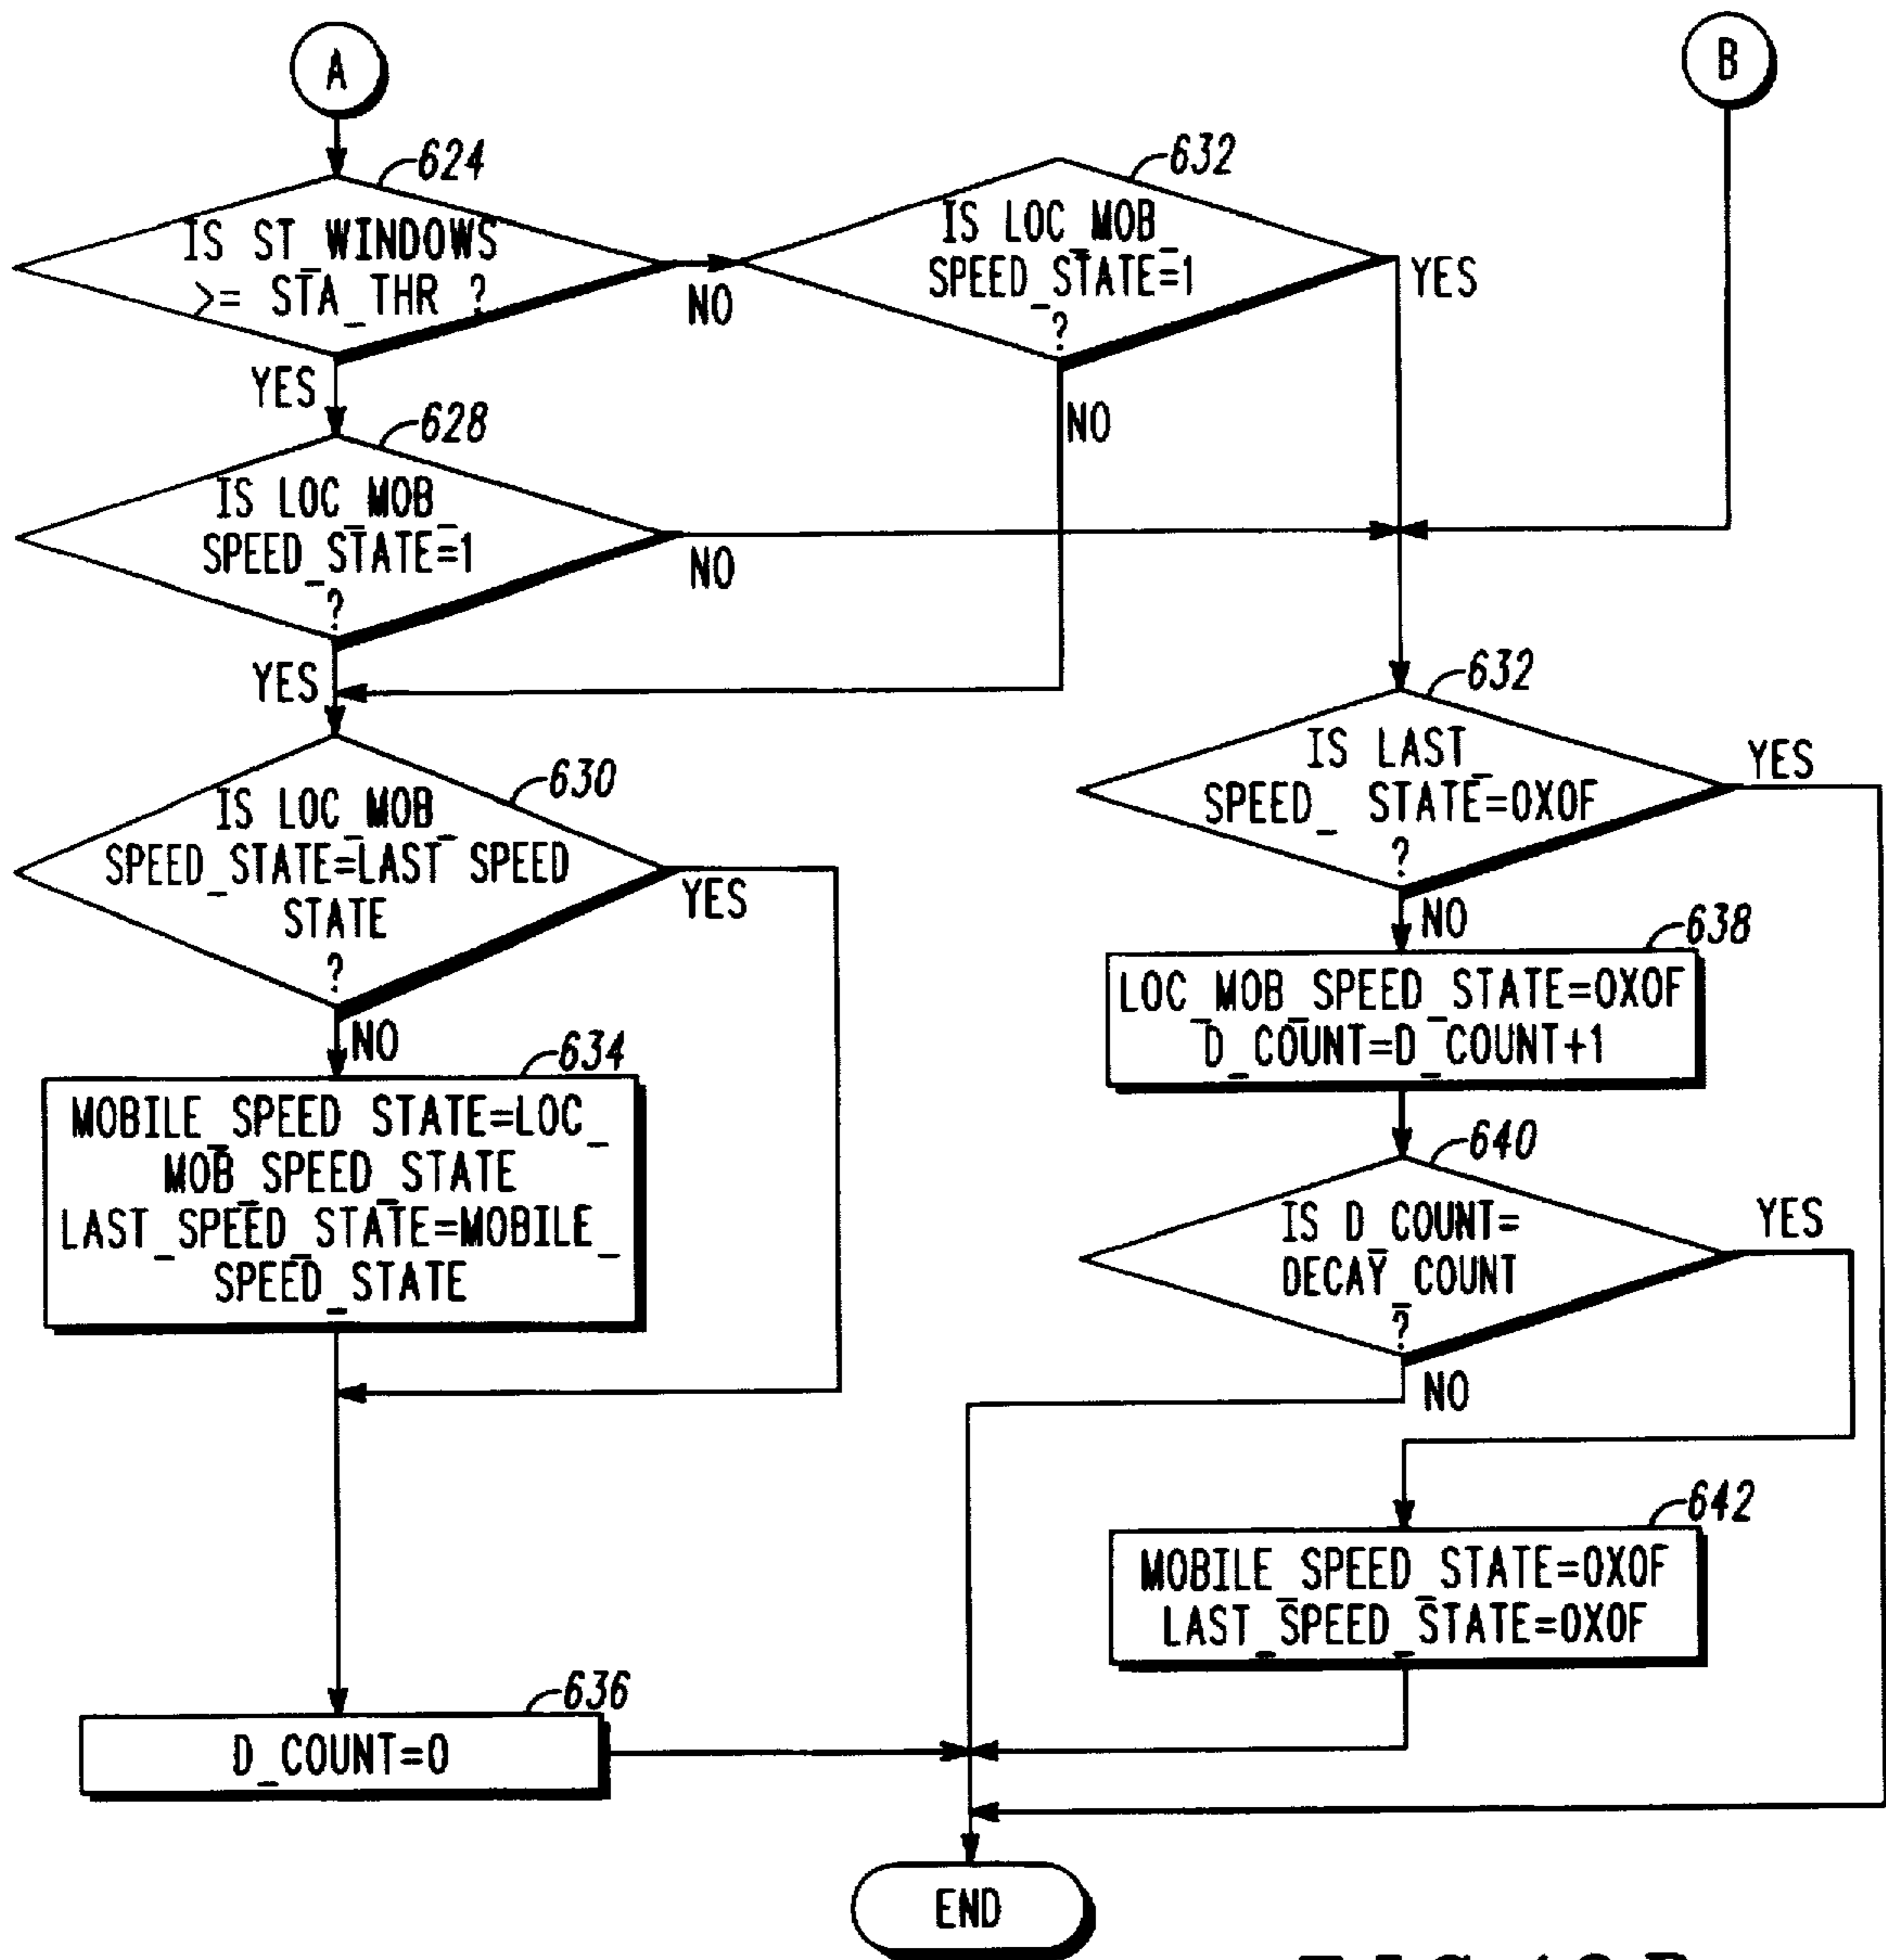 A
B
624
IS ST_WINDOWS
>= STA_THR ?
NO
YES
632
IS LOC_MOB_
SPEED_STATE=1
?
YES
NO
628
IS LOC_MOB_
SPEED_STATE=1
?
NO
YES
630
IS LOC_MOB_
SPEED_STATE=LAST_SPEED
STATE
?
YES
NO
634
MOBILE_SPEED STATE=LOC_
MOB_SPEED_STATE
LAST_SPEED_STATE=MOBILE_
SPEED_STATE
636
D_COUNT=0
632
IS LAST_
SPEED_ STATE=0X0F
?
YES
NO
638
LOC_MOB_SPEED_STATE=0X0F
D_COUNT=D_COUNT+1
640
IS D_COUNT=
DECAY_COUNT
?
YES
NO
642
MOBILE_SPEED_STATE=0X0F
LAST_SPEED_STATE=0X0F
END